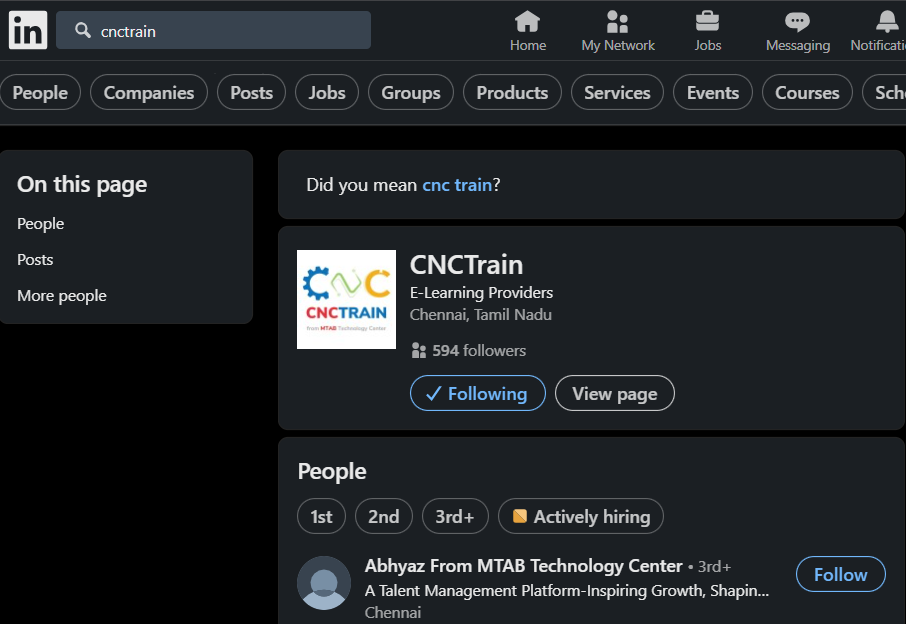 in
cnctrain
Home
My Network
Jobs
Messaging
Notificati
People
Companies
Posts
Jobs
Groups
Products
Services
Events
Courses
Sch
On this page
People
Posts
More people
Did you mean cnc train?
CNC
CNCTRAIN
from MTAB Technology Center
CNCTrain
E-Learning Providers
Chennai, Tamil Nadu
594 followers
Following
View page
People
1st
2nd
3rd+
Actively hiring
Abhyaz From MTAB Technology Center • 3rd+
A Talent Management Platform-Inspiring Growth, Shapin...
Chennai
Follow